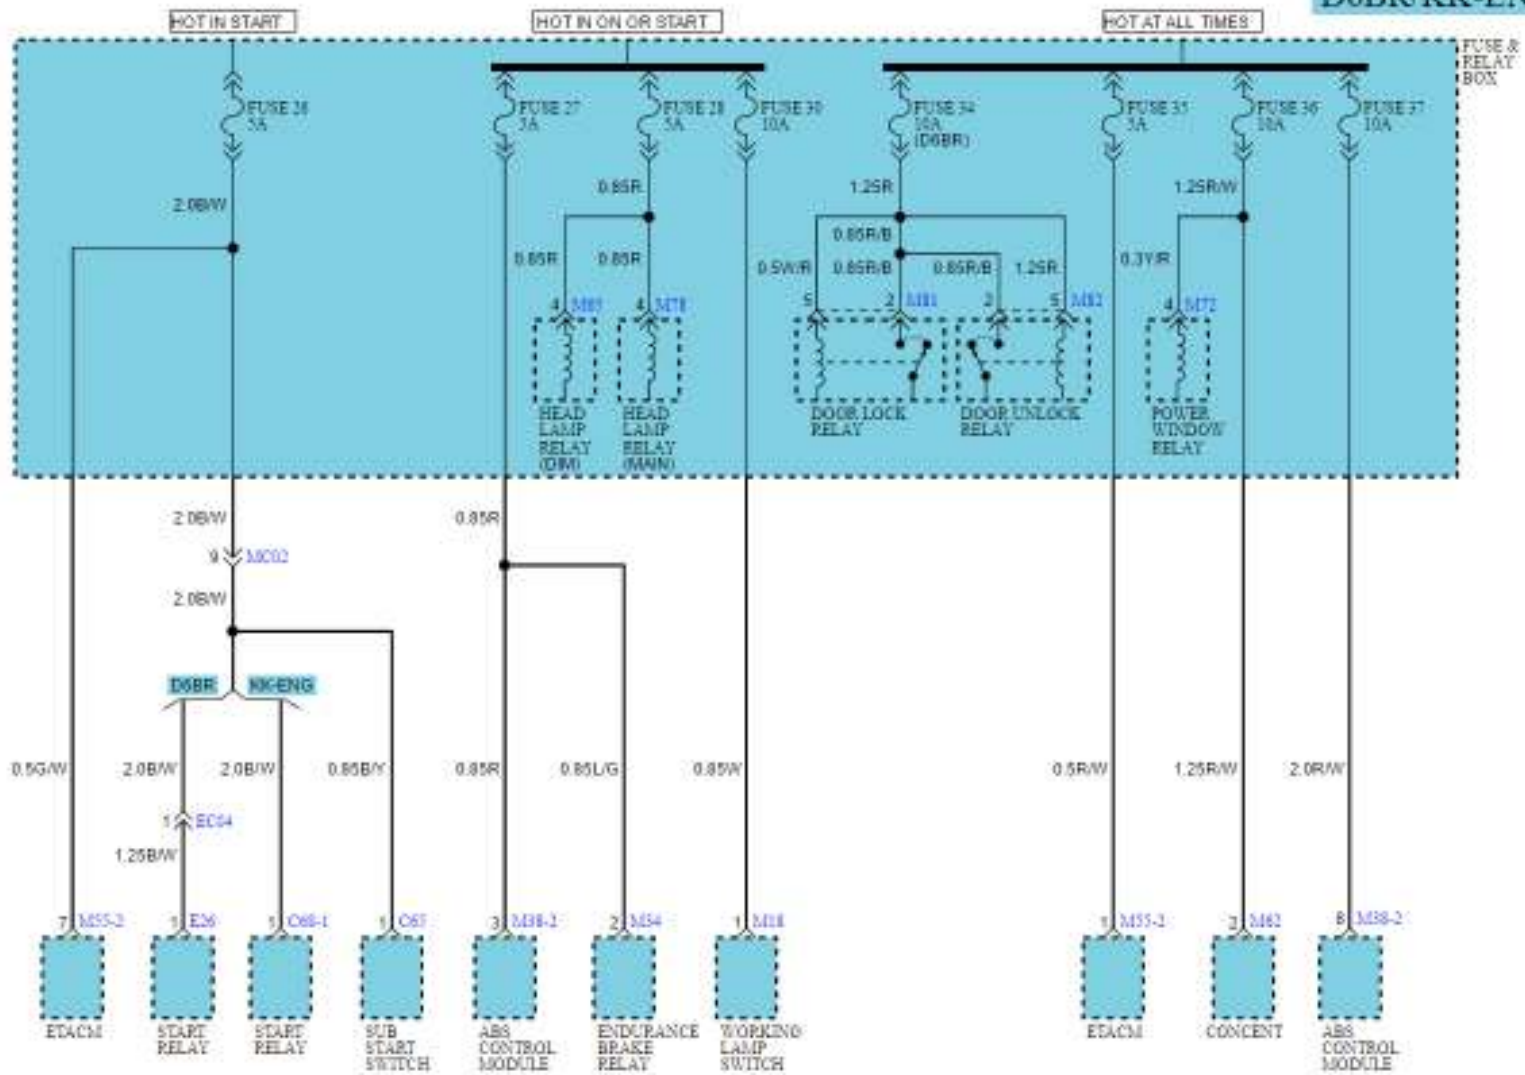 D6BR/KK-EN
HOT IN START
HOT IN ON OR START
HOT AT ALL TIMES
FUSE &
RELAY
BOX
FUSE 26
5A
FUSE 27
5A
FUSE 28
5A
FUSE 30
10A
FUSE 34
10A
(D6BR)
FUSE 35
5A
FUSE 36
10A
FUSE 37
10A
2.0B/W
0.85R
1.25R
1.25R/W
0.85R/B
0.85R
0.85R
0.5W/R
0.85R/B
0.85R/B
1.25R
0.3Y/R
4 M85
4 M78
5
2 M81
2
5 M82
4 M72
HEAD
LAMP
RELAY
(DIM)
HEAD
LAMP
RELAY
(MAIN)
DOOR LOCK
RELAY
DOOR UNLOCK
RELAY
POWER
WINDOW
RELAY
2.0B/W
0.85R
9 MC02
2.0B/W
D6BR
KK-ENG
0.5G/W
2.0B/W
2.0B/W
0.85B/Y
0.85R
0.85L/G
0.85W
0.5R/W
1.25R/W
2.0R/W
1 EC04
1.25B/W
7 M55-2
E26
O68-1
O65
3 M38-2
2 M54
1 M18
1 M55-2
M62
8 M38-2
ETACM
START
RELAY
START
RELAY
SUB
START
SWITCH
ABS
CONTROL
MODULE
ENDURANCE
BRAKE
RELAY
WORKING
LAMP
SWITCH
ETACM
CONCENT
ABS
CONTROL
MODULE